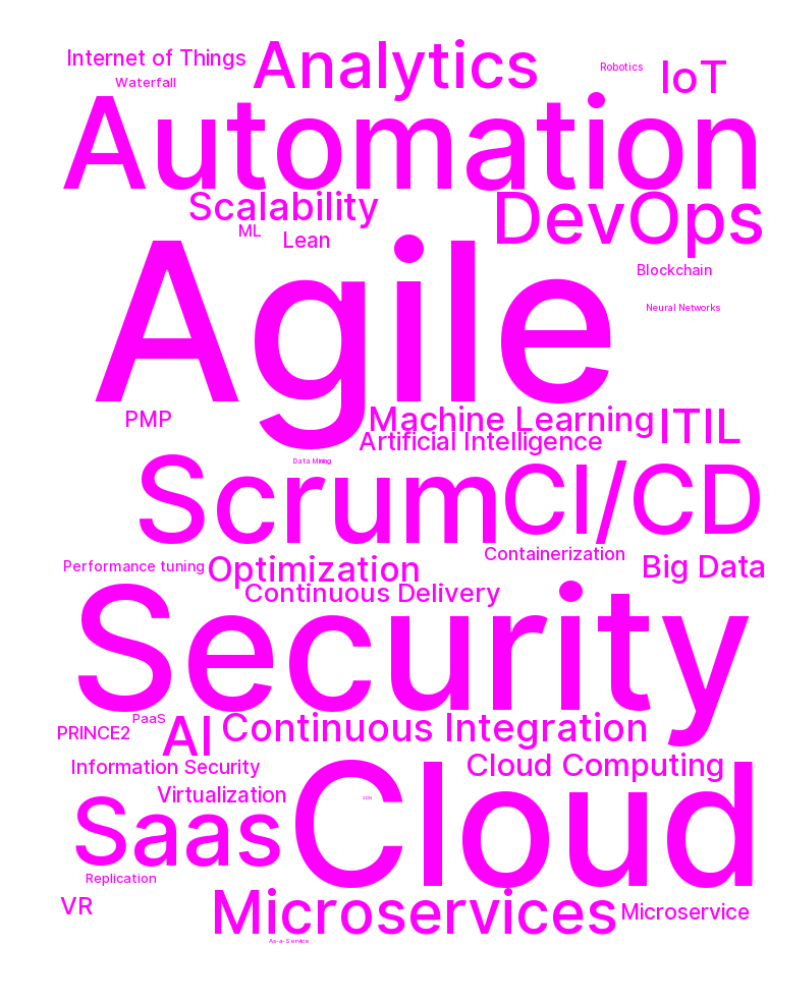 Internet of Things
Analytics
Robotics
IoT
Waterfall
Automation
Scalability
DevOps
ML
Lean
Blockchain
Agile
Neural Networks
PMP
Machine Learning
ITIL
Artificial Intelligence
Data Mining
Scrum
CI/CD
Containerization
Performance tuning
Optimization
Big Data
Continuous Delivery
Security
PaaS
PRINCE2
AI
Continuous Integration
Information Security
Cloud Computing
Virtualization
Saas
Cloud
Replication
VR
Microservices
Microservice
As-a-Service